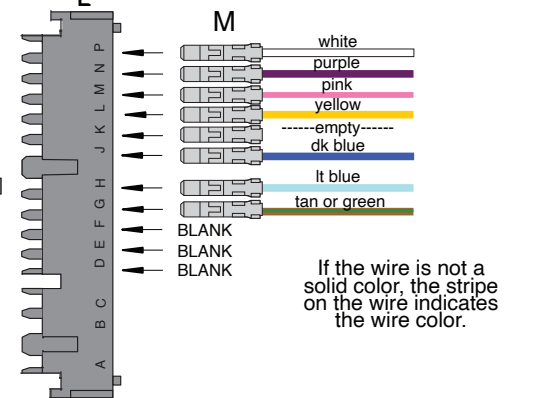 L
M
P
N
M
L
K
J
H
G
F
E
D
C
B
A
white
purple
pink
yellow
------empty------
dk blue
lt blue
tan or green
BLANK
BLANK
BLANK
If the wire is not a
solid color, the stripe
on the wire indicates
the wire color.